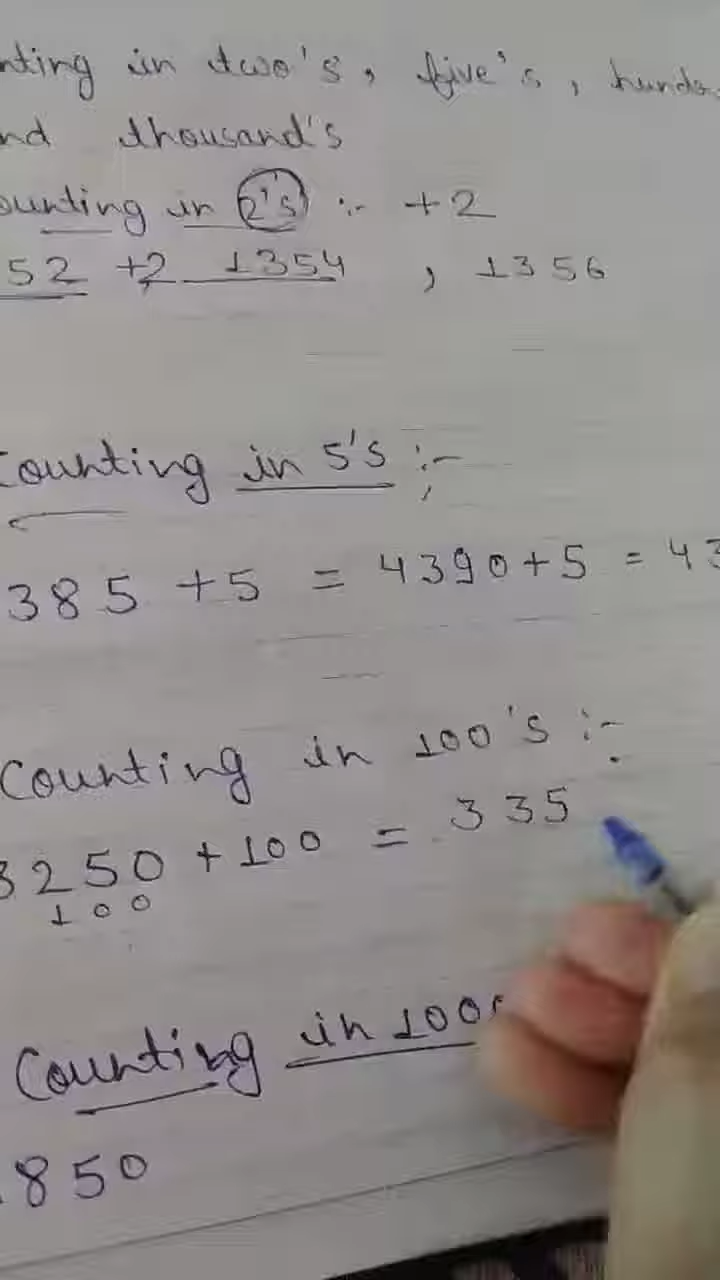 nting in two's, five's, hund
nd thousand's
ounting in 2's :- +2
52 +2 1354 , 1356
Counting in 5's :-
385 +5 = 4390+5 = 43
Counting in 100's :-
3250 +100 = 335
100
Counting in 100
850